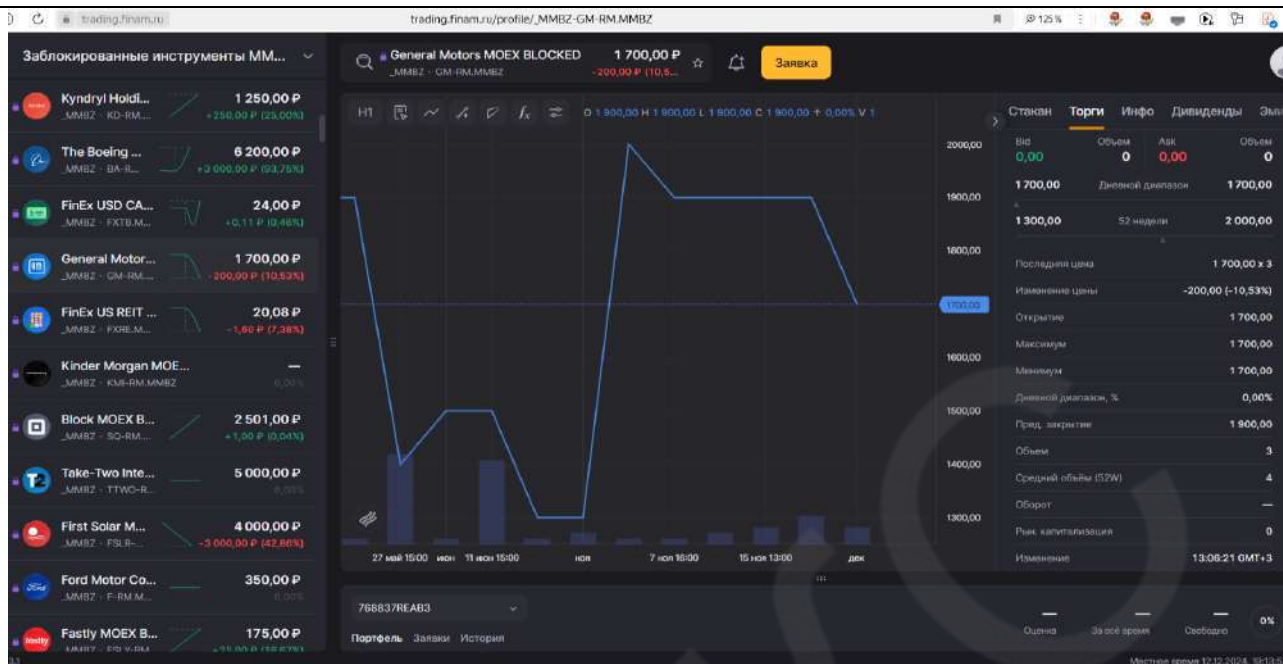 trading.finam.ru
trading.finam.ru/profile/_MMBZ-GM-RM.MMBZ
125 %
Заблокированные инструменты ММ...
Kyndryl Holdi...
1 250,00 ₽
_MMBZ · KD-RM....
+250,00 ₽ (25,00%)
The Boeing ...
6 200,00 ₽
_MMBZ · BA-R...
+3 000,00 ₽ (93,75%)
FinEx USD CA...
24,00 ₽
_MMBZ · FXTB.M...
+0,11 ₽ (0,46%)
General Motor...
1 700,00 ₽
_MMBZ · GM-RM....
-200,00 ₽ (10,53%)
FinEx US REIT ...
20,08 ₽
_MMBZ · FXRE.M...
-1,60 ₽ (7,38%)
Kinder Morgan MOE...
—
_MMBZ · KMI-RM.MMBZ
0,00%
Block MOEX B...
2 501,00 ₽
_MMBZ · SQ-RM....
+1,00 ₽ (0,04%)
Take-Two Inte...
5 000,00 ₽
_MMBZ · TTWO-R...
0,00%
First Solar M...
4 000,00 ₽
_MMBZ · FSLR-...
-3 000,00 ₽ (42,86%)
Ford Motor Co...
350,00 ₽
_MMBZ · F-RM.M...
0,00%
Fastly MOEX B...
175,00 ₽
_MMBZ · FSLY-RM
+25,00 ₽ (16,67%)
General Motors MOEX BLOCKED
1 700,00 ₽
_MMBZ · GM-RM.MMBZ
-200,00 ₽ (10,5...
Заявка
H1
O 1 900,00 H 1 900,00 L 1 900,00 C 1 900,00 + 0,00% V 1
2000,00
1900,00
1800,00
1700,00
1600,00
1500,00
1400,00
1300,00
27 май 15:00 июн 11 июн 15:00 ноя 7 ноя 16:00 15 ноя 13:00 дек
Стакан Торги Инфо Дивиденды
Bid Объем Ask Объем
0,00 0 0,00 0
1 700,00 Дневной диапазон 1 700,00
1 300,00 52 недели 2 000,00
Последняя цена 1 700,00 x 3
Изменение цены -200,00 (-10,53%)
Открытие 1 700,00
Максимум 1 700,00
Минимум 1 700,00
Дневной диапазон, % 0,00%
Пред. закрытие 1 900,00
Объем 3
Средний объём (52W) 4
Оборот —
Рын. капитализация 0
Изменение 13:06:21 GMT+3
768837REAB3
Портфель Заявки История
— — —
Оценка За всё время Свободно
0%
Местное время 12.12.2024,